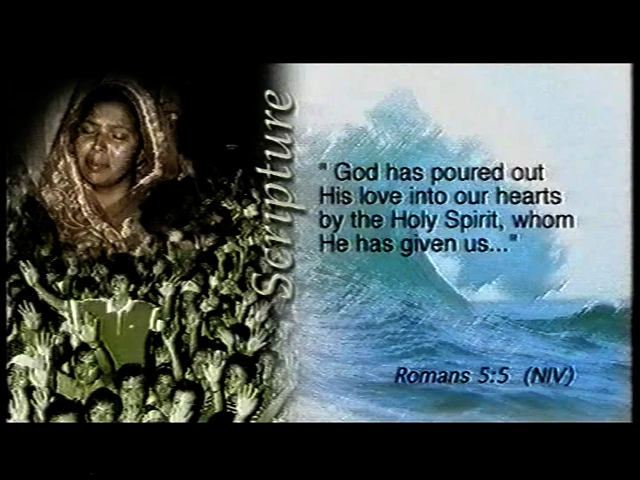 Scripture
" God has poured out
His love into our hearts
by the Holy Spirit, whom
He has given us..."
Romans 5:5 (NIV)